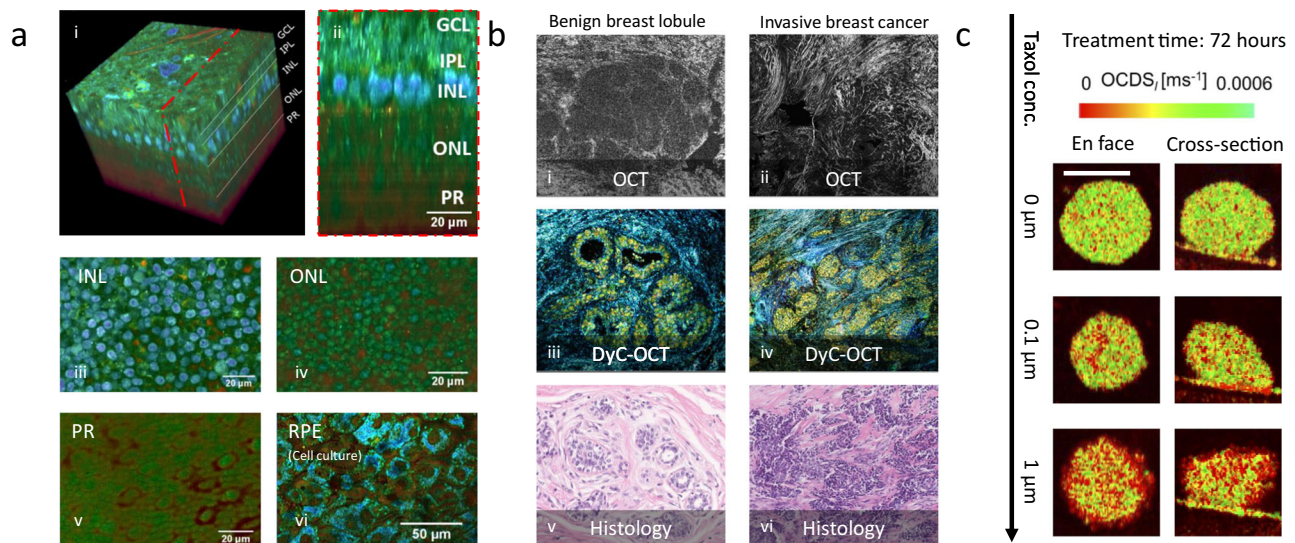 a
i
GCL
IPL
INL
ONL
PR
ii
GCL
IPL
INL
ONL
PR
20 µm
INL
iii
20 µm
ONL
iv
20 µm
PR
v
20 µm
RPE
(Cell culture)
vi
50 µm
b
Benign breast lobule
Invasive breast cancer
i
OCT
ii
OCT
iii
DyC-OCT
iv
DyC-OCT
v
Histology
vi
Histology
c
Taxol conc.
Treatment time: 72 hours
0 OCDSₗ [ms⁻¹] 0.0006
En face
Cross-section
0 µm
0.1 µm
1 µm